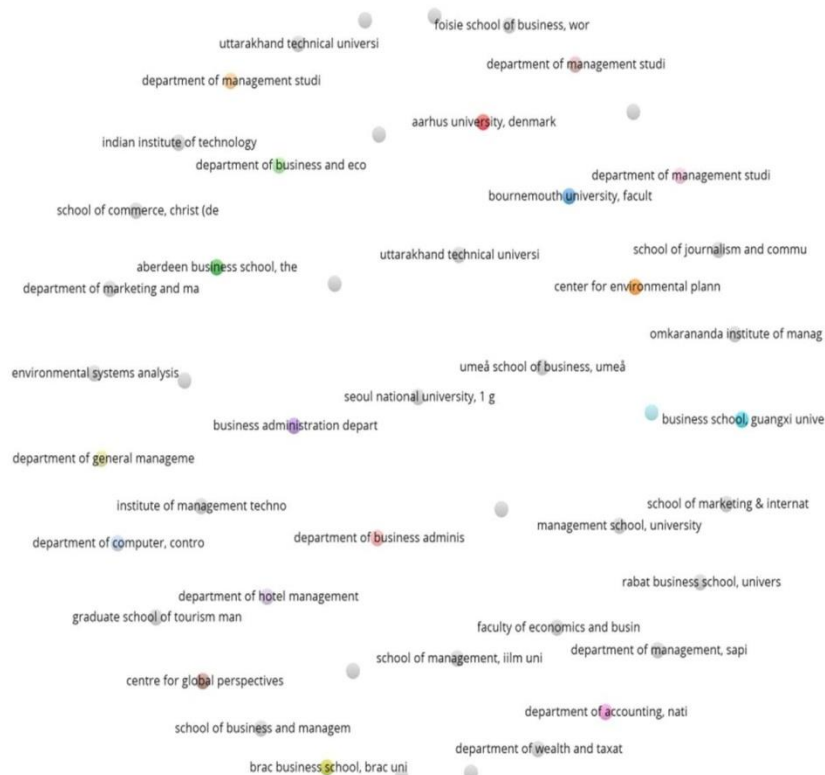 foisie school of business, wor
uttarakhand technical universi
department of management studi
department of management studi
aarhus university, denmark
indian institute of technology
department of business and eco
department of management studi
bournemouth university, facult
school of commerce, christ (de
uttarakhand technical universi
school of journalism and commu
aberdeen business school, the
department of marketing and ma
center for environmental plann
omkarananda institute of manag
umeå school of business, umeå
environmental systems analysis
seoul national university, 1 g
business administration depart
business school, guangxi unive
department of general manageme
institute of management techno
school of marketing & internat
management school, university
department of computer, contro
department of business adminis
rabat business school, univers
department of hotel management
graduate school of tourism man
faculty of economics and busin
department of management, sapi
school of management, iilm uni
centre for global perspectives
department of accounting, nati
school of business and managem
department of wealth and taxat
brac business school, brac uni